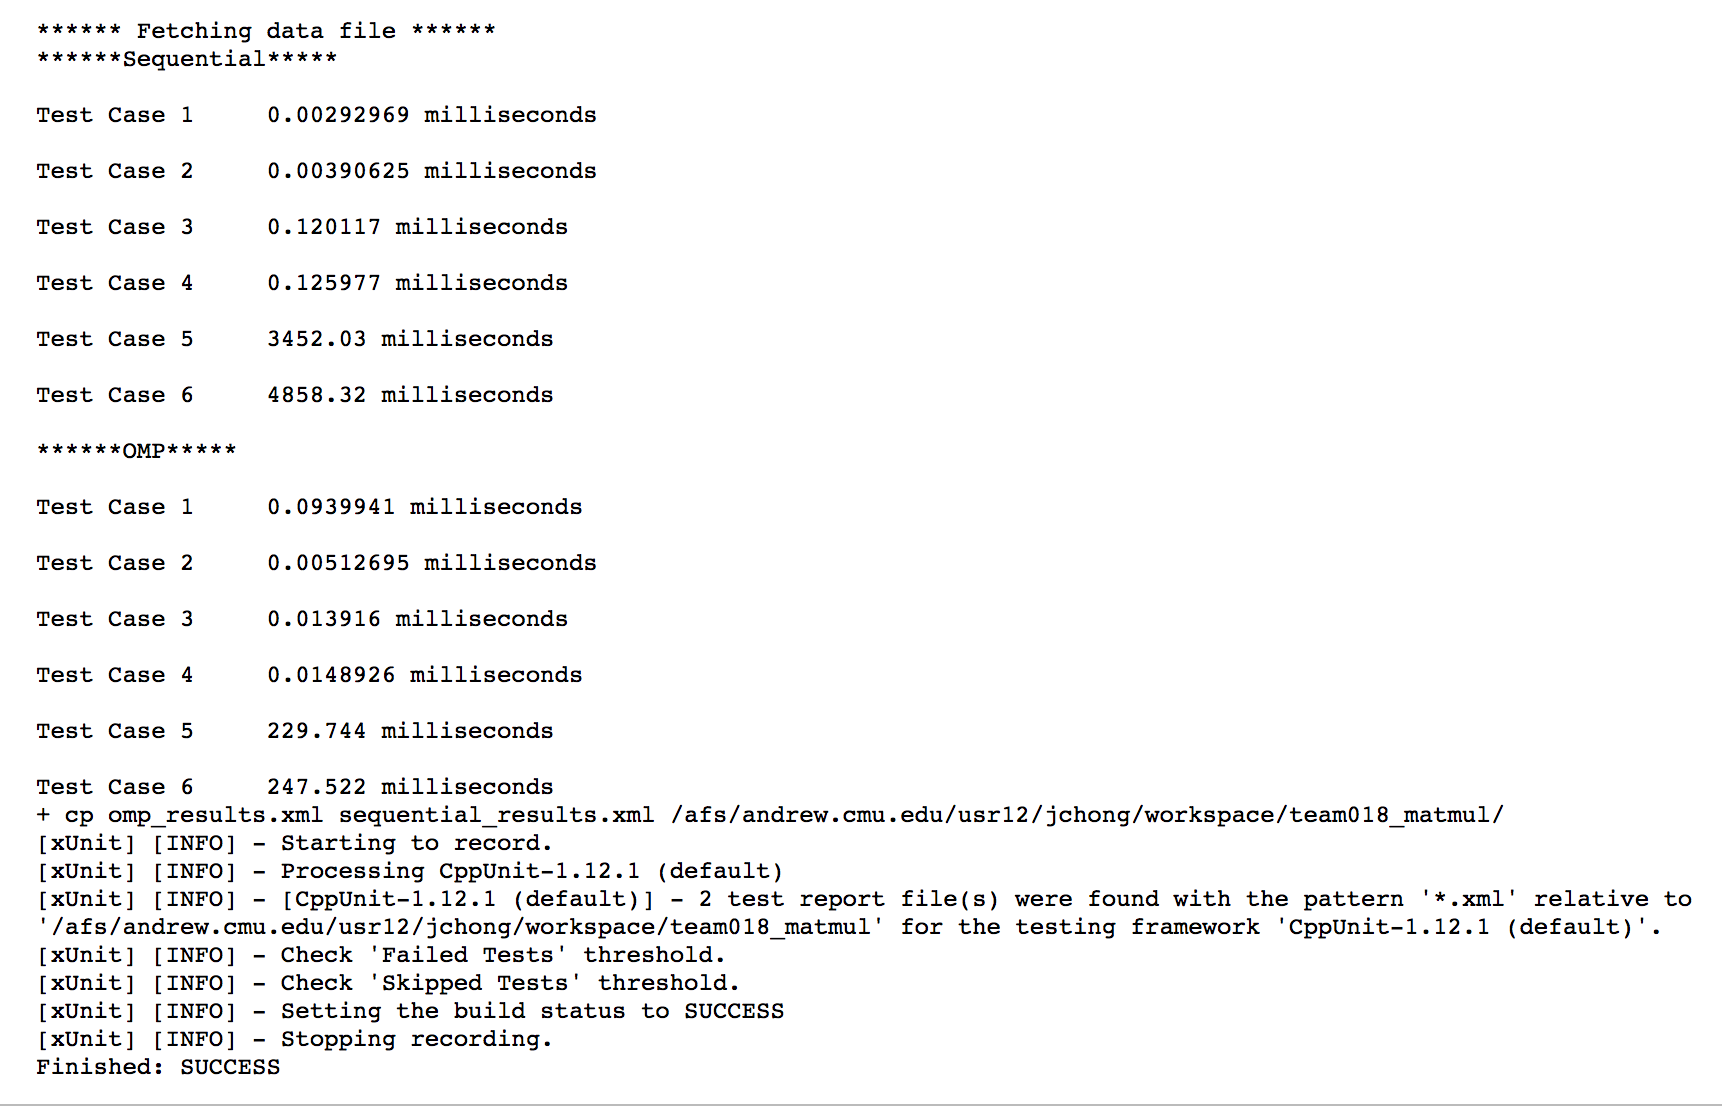 ****** Fetching data file ******
******Sequential*****
Test Case 1     0.00292969 milliseconds
Test Case 2     0.00390625 milliseconds
Test Case 3     0.120117 milliseconds
Test Case 4     0.125977 milliseconds
Test Case 5     3452.03 milliseconds
Test Case 6     4858.32 milliseconds
******OMP*****
Test Case 1     0.0939941 milliseconds
Test Case 2     0.00512695 milliseconds
Test Case 3     0.013916 milliseconds
Test Case 4     0.0148926 milliseconds
Test Case 5     229.744 milliseconds
Test Case 6     247.522 milliseconds
+ cp omp_results.xml sequential_results.xml /afs/andrew.cmu.edu/usr12/jchong/workspace/team018_matmul/
[xUnit] [INFO] - Starting to record.
[xUnit] [INFO] - Processing CppUnit-1.12.1 (default)
[xUnit] [INFO] - [CppUnit-1.12.1 (default)] - 2 test report file(s) were found with the pattern '*.xml' relative to
'/afs/andrew.cmu.edu/usr12/jchong/workspace/team018_matmul' for the testing framework 'CppUnit-1.12.1 (default)'.
[xUnit] [INFO] - Check 'Failed Tests' threshold.
[xUnit] [INFO] - Check 'Skipped Tests' threshold.
[xUnit] [INFO] - Setting the build status to SUCCESS
[xUnit] [INFO] - Stopping recording.
Finished: SUCCESS